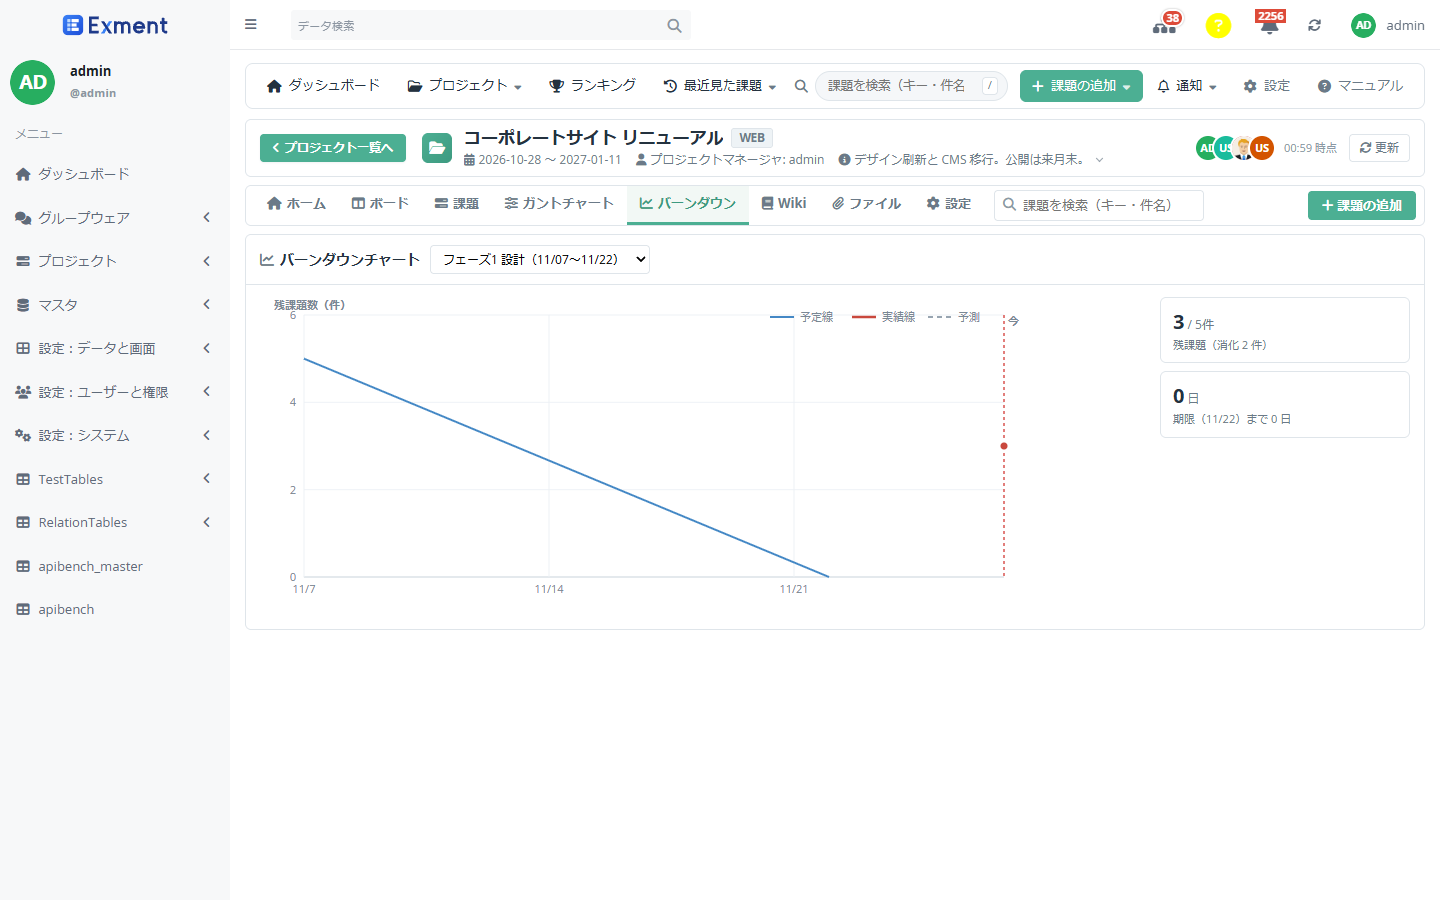 Exment
データ検索
38
?
2256
AD
admin
AD
admin
@admin
メニュー
ダッシュボード
グループウェア
プロジェクト
マスタ
設定：データと画面
設定：ユーザーと権限
設定：システム
TestTables
RelationTables
apibench_master
apibench
ダッシュボード
プロジェクト
ランキング
最近見た課題
課題を検索（キー・件名
/
課題の追加
通知
設定
マニュアル
プロジェクト一覧へ
コーポレートサイト リニューアル
WEB
2026-10-28 〜 2027-01-11
プロジェクトマネージャ: admin
デザイン刷新と CMS 移行。公開は来月末。
US
00:59 時点
更新
ホーム
ボード
課題
ガントチャート
バーンダウン
Wiki
ファイル
設定
課題を検索（キー・件名）
課題の追加
バーンダウンチャート
フェーズ1 設計（11/07〜11/22）
残課題数（件）
予定線
実績線
予測
今
6
4
2
0
11/7
11/14
11/21
3 / 5件
残課題（消化 2 件）
0 日
期限（11/22）まで 0 日